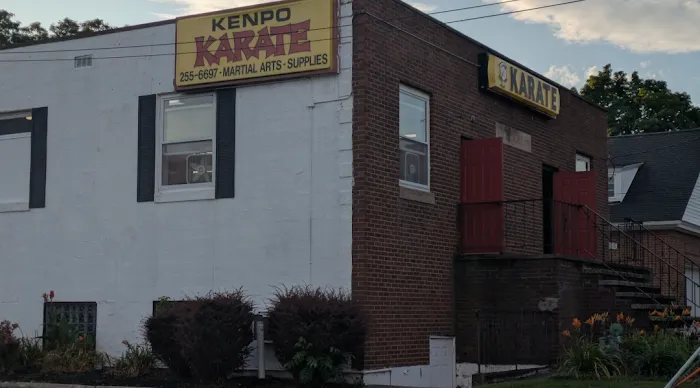 KENPO
KARATE
255-6697 - MARTIAL ARTS - SUPPLIES
KARATE